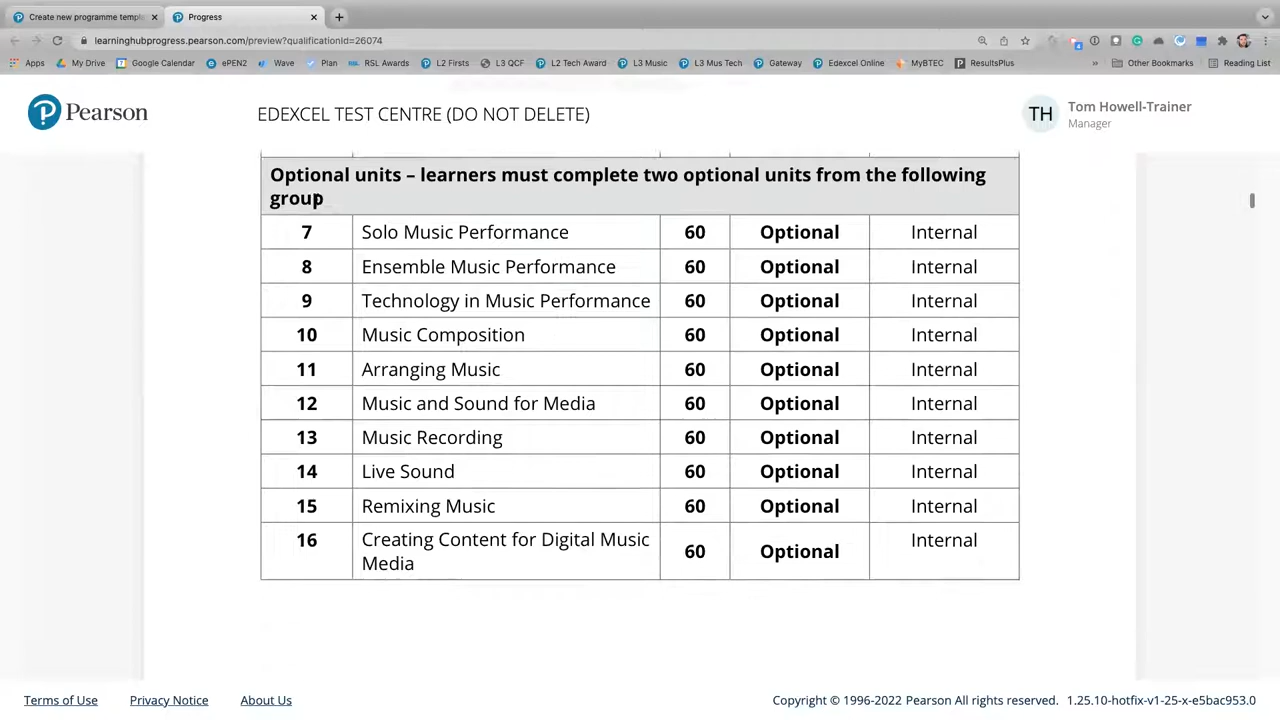 Create new programme templ
Progress
learninghubprogress.pearson.com/preview?qualificationId=26074
Apps My Drive Google Calendar ePEN2 Wave Plan RSL Awards L2 Firsts L3 QCF L2 Tech Award L3 Music L3 Mus Tech Gateway Edexcel Online MyBTEC ResultsPlus » Other Bookmarks Reading List
Pearson
EDEXCEL TEST CENTRE (DO NOT DELETE)
TH
Tom Howell-Trainer
Manager
Optional units – learners must complete two optional units from the following
group
7 Solo Music Performance 60 Optional Internal
8 Ensemble Music Performance 60 Optional Internal
9 Technology in Music Performance 60 Optional Internal
10 Music Composition 60 Optional Internal
11 Arranging Music 60 Optional Internal
12 Music and Sound for Media 60 Optional Internal
13 Music Recording 60 Optional Internal
14 Live Sound 60 Optional Internal
15 Remixing Music 60 Optional Internal
16 Creating Content for Digital Music 60 Optional Internal
Media
Terms of Use Privacy Notice About Us Copyright © 1996-2022 Pearson All rights reserved. 1.25.10-hotfix-v1-25-x-e5bac953.0